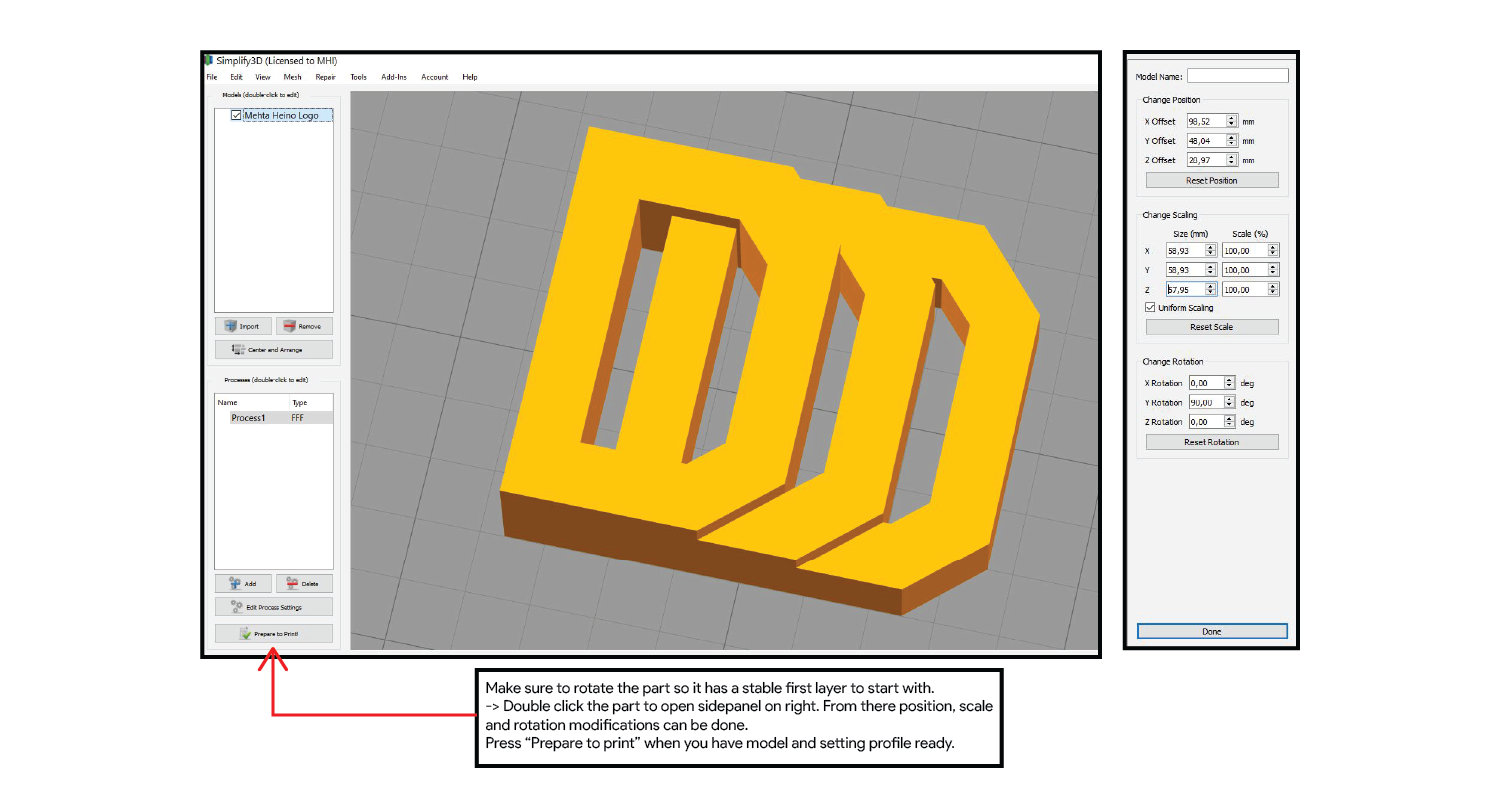 Simplify3D (Licensed to MHI)
File Edit View Mesh Repair Tools Add-Ins Account Help
Models (double-click to edit)
Mehta Heino Logo
Import Remove
Center and Arrange
Processes (double-click to edit)
Name Type
Process1 FFF
Add Delete
Edit Process Settings
Prepare to Print!
Model Name:
Change Position
X Offset 98,52 mm
Y Offset 48,04 mm
Z Offset 28,97 mm
Reset Position
Change Scaling
Size (mm) Scale (%)
X 58,93 100,00
Y 58,93 100,00
Z 57,95 100,00
Uniform Scaling
Reset Scale
Change Rotation
X Rotation 0,00 deg
Y Rotation 90,00 deg
Z Rotation 0,00 deg
Reset Rotation
Done
Make sure to rotate the part so it has a stable first layer to start with.
-> Double click the part to open sidepanel on right. From there position, scale
and rotation modifications can be done.
Press “Prepare to print” when you have model and setting profile ready.